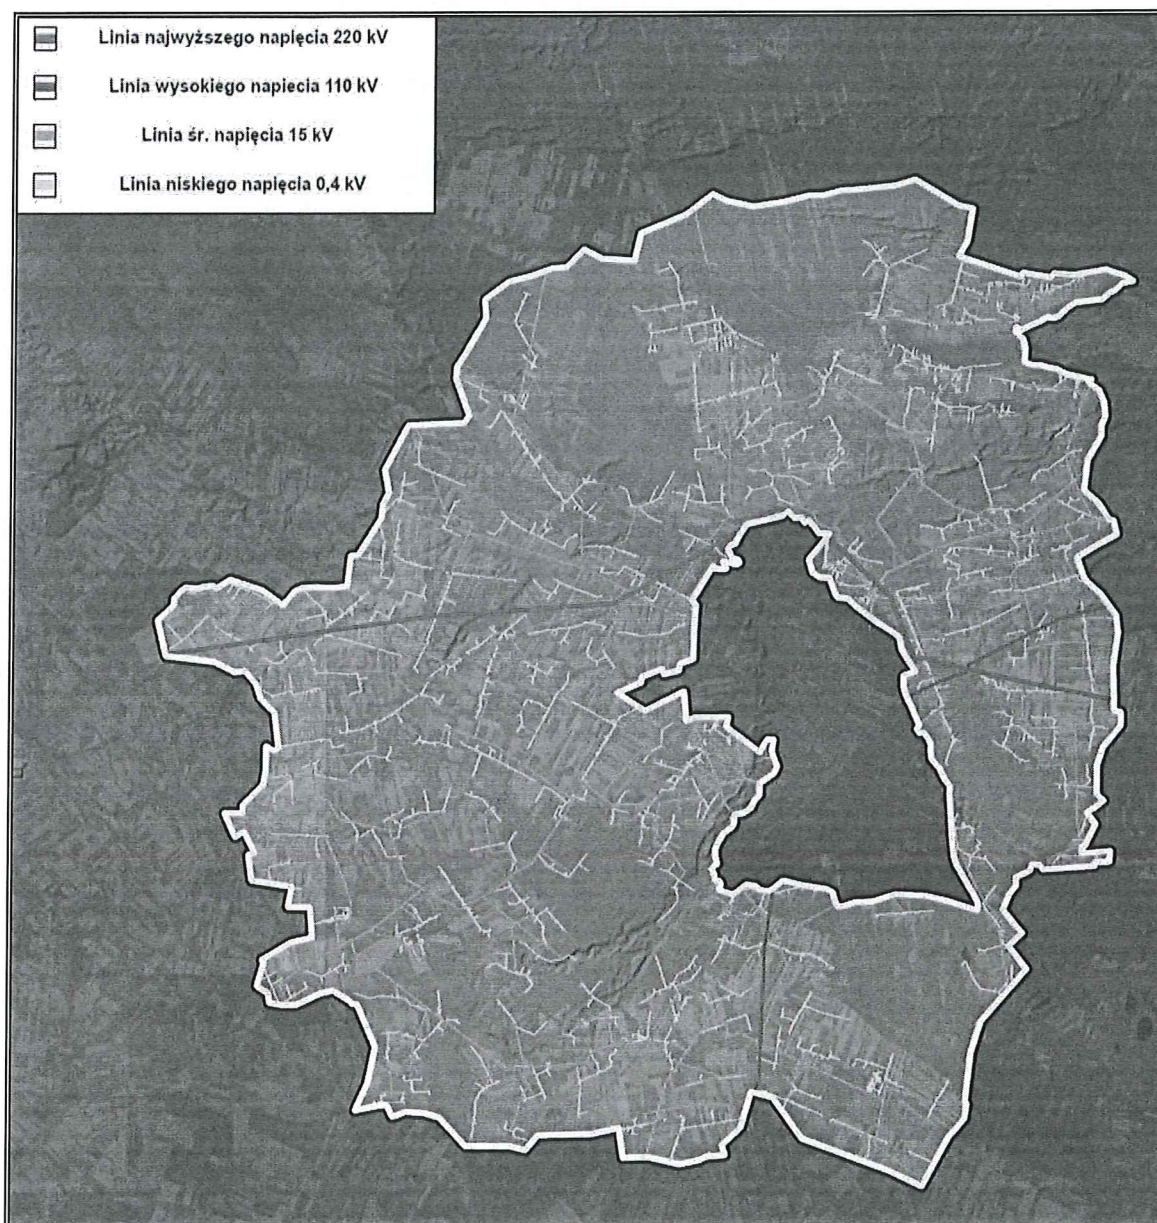 Linia najwyższego napięcia 220 kV
Linia wysokiego napiecia 110 kV
Linia śr. napięcia 15 kV
Linia niskiego napięcia 0,4 kV